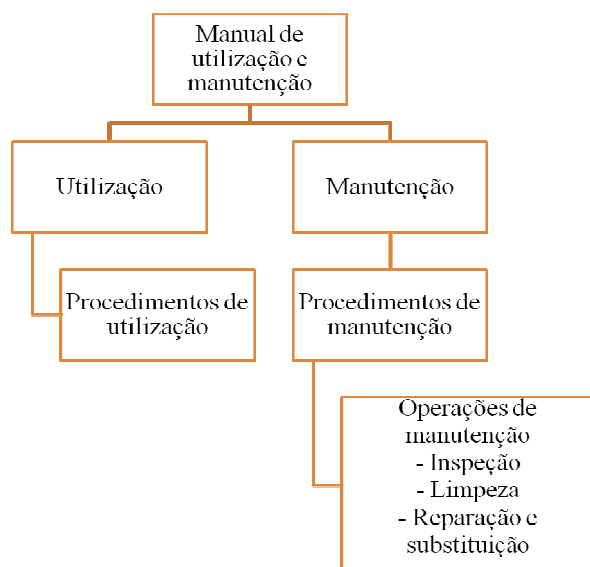 Manual de
utilização e
manutenção
Utilização
Manutenção
Procedimentos de
utilização
Procedimentos de
manutenção
Operações de
manutenção
- Inspeção
- Limpeza
- Reparação e
substituição